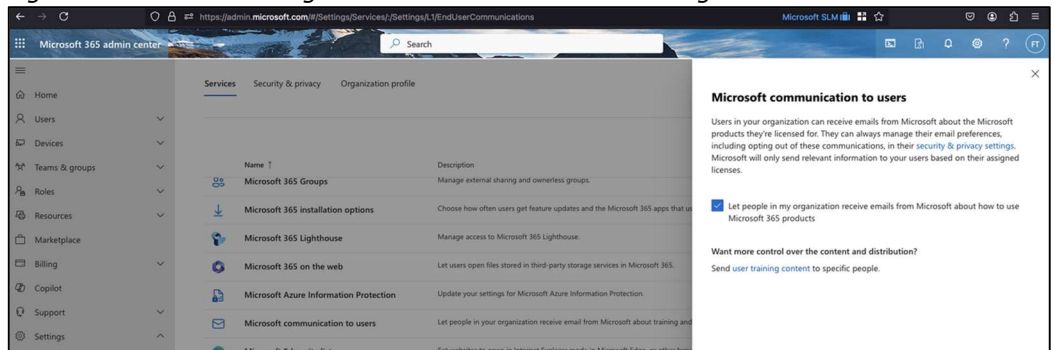 https://admin.microsoft.com/#/Settings/Services/:/Settings/L1/EndUserCommunications
Microsoft SLM
Microsoft 365 admin center
Search
FT
Home
Users
Devices
Teams & groups
Roles
Resources
Marketplace
Billing
Copilot
Support
Settings
Services Security & privacy Organization profile
Name ↑ Description
Microsoft 365 Groups Manage external sharing and ownerless groups.
Microsoft 365 installation options Choose how often users get feature updates and the Microsoft 365 apps that
Microsoft 365 Lighthouse Manage access to Microsoft 365 Lighthouse.
Microsoft 365 on the web Let users open files stored in third-party storage services in Microsoft 365.
Microsoft Azure Information Protection Update your settings for Microsoft Azure Information Protection.
Microsoft communication to users Let people in your organization receive email from Microsoft about training and
Microsoft communication to users
Users in your organization can receive emails from Microsoft about the Microsoft
products they're licensed for. They can always manage their email preferences,
including opting out of these communications, in their security & privacy settings.
Microsoft will only send relevant information to your users based on their assigned
licenses.
Let people in my organization receive emails from Microsoft about how to use
Microsoft 365 products
Want more control over the content and distribution?
Send user training content to specific people.